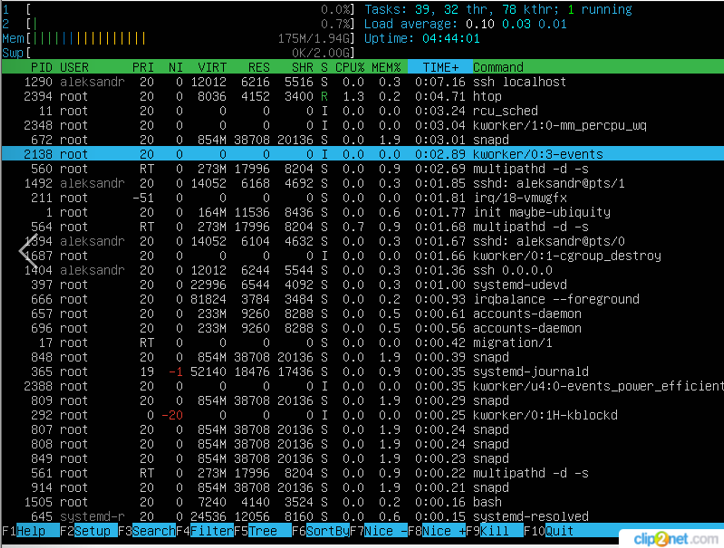 1 [ 0.0%] Tasks: 39, 32 thr, 78 kthr; 1 running
2 [| 0.7%] Load average: 0.10 0.03 0.01
Mem[||||||||||||||||| 175M/1.94G] Uptime: 04:44:01
Swp[ 0K/2.00G]
PID USER PRI NI VIRT RES SHR S CPU% MEM% TIME+ Command
1290 aleksandr 20 0 12012 6216 5516 S 0.0 0.3 0:07.16 ssh localhost
2394 root 20 0 8036 4152 3400 R 1.3 0.2 0:04.71 htop
11 root 20 0 0 0 0 I 0.0 0.0 0:03.24 rcu_sched
2348 root 20 0 0 0 0 I 0.0 0.0 0:03.04 kworker/1:0-mm_percpu_wq
672 root 20 0 854M 38708 20136 S 0.0 1.9 0:03.01 snapd
2138 root 20 0 0 0 0 I 0.0 0.0 0:02.89 kworker/0:3-events
560 root RT 0 273M 17996 8204 S 0.0 0.9 0:02.69 multipathd -d -s
1492 aleksandr 20 0 14052 6168 4692 S 0.0 0.3 0:01.85 sshd: aleksandr@pts/1
211 root -51 0 0 0 0 S 0.0 0.0 0:01.81 irq/18-vmwgfx
1 root 20 0 164M 11536 8436 S 0.0 0.6 0:01.77 init maybe-ubiquity
564 root RT 0 273M 17996 8204 S 0.7 0.9 0:01.68 multipathd -d -s
1394 aleksandr 20 0 14052 6104 4632 S 0.0 0.3 0:01.67 sshd: aleksandr@pts/0
1687 root 20 0 0 0 0 I 0.0 0.0 0:01.66 kworker/0:1-cgroup_destroy
1404 aleksandr 20 0 12012 6244 5544 S 0.0 0.3 0:01.36 ssh 0.0.0.0
397 root 20 0 22996 6544 4092 S 0.0 0.3 0:01.00 systemd-udevd
666 root 20 0 81824 3784 3484 S 0.0 0.2 0:00.93 irqbalance --foreground
657 root 20 0 233M 9260 8288 S 0.0 0.5 0:00.61 accounts-daemon
696 root 20 0 233M 9260 8288 S 0.0 0.5 0:00.56 accounts-daemon
17 root RT 0 0 0 0 S 0.0 0.0 0:00.42 migration/1
848 root 20 0 854M 38708 20136 S 0.0 1.9 0:00.39 snapd
365 root 19 -1 52140 18476 17436 S 0.0 0.9 0:00.35 systemd-journald
2388 root 20 0 0 0 0 I 0.0 0.0 0:00.35 kworker/u4:0-events_power_efficient
809 root 20 0 854M 38708 20136 S 0.0 1.9 0:00.29 snapd
292 root 0 -20 0 0 0 I 0.0 0.0 0:00.25 kworker/0:1H-kblockd
807 root 20 0 854M 38708 20136 S 0.0 1.9 0:00.24 snapd
808 root 20 0 854M 38708 20136 S 0.0 1.9 0:00.24 snapd
849 root 20 0 854M 38708 20136 S 0.0 1.9 0:00.23 snapd
561 root RT 0 273M 17996 8204 S 0.0 0.9 0:00.22 multipathd -d -s
914 root 20 0 854M 38708 20136 S 0.0 1.9 0:00.21 snapd
1505 root 20 0 7240 4140 3524 S 0.0 0.2 0:00.16 bash
645 systemd-r 20 0 24536 12056 8160 S 0.0 0.6 0:00.15 systemd-resolved
F1Help F2Setup F3SearchF4FilterF5Tree F6SortByF7Nice -F8Nice +F9Kill F10Quit
clip2net.com